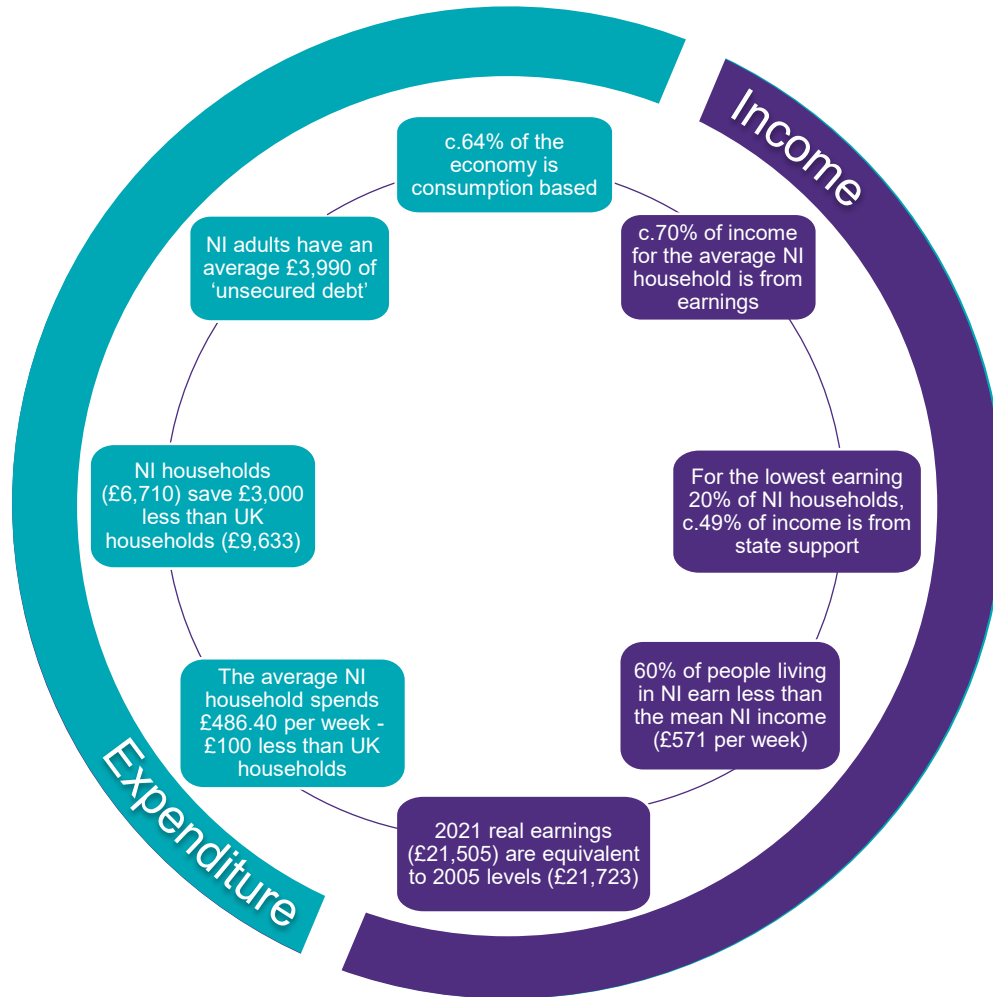 Income
c.64% of the
economy is
consumption based
c.70% of income
for the average NI
household is from
earnings
For the lowest earning
20% of NI households,
c.49% of income is from
state support
60% of people living
in NI earn less than
the mean NI income
(£571 per week)
2021 real earnings
(£21,505) are equivalent
to 2005 levels (£21,723)
Expenditure
The average NI
household spends
£486.40 per week -
£100 less than UK
households
NI households
(£6,710) save £3,000
less than UK
households (£9,633)
NI adults have an
average £3,990 of
‘unsecured debt’